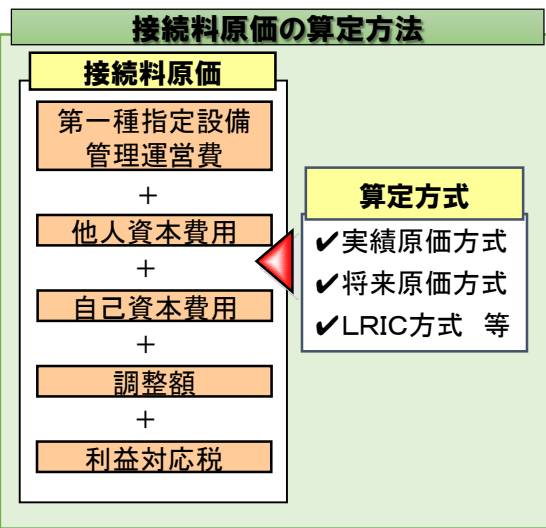 接続料原価の算定方法
接続料原価
第一種指定設備
管理運営費
＋
他人資本費用
＋
自己資本費用
＋
調整額
＋
利益対応税
算定方式
✔実績原価方式
✔将来原価方式
✔LRIC方式　等